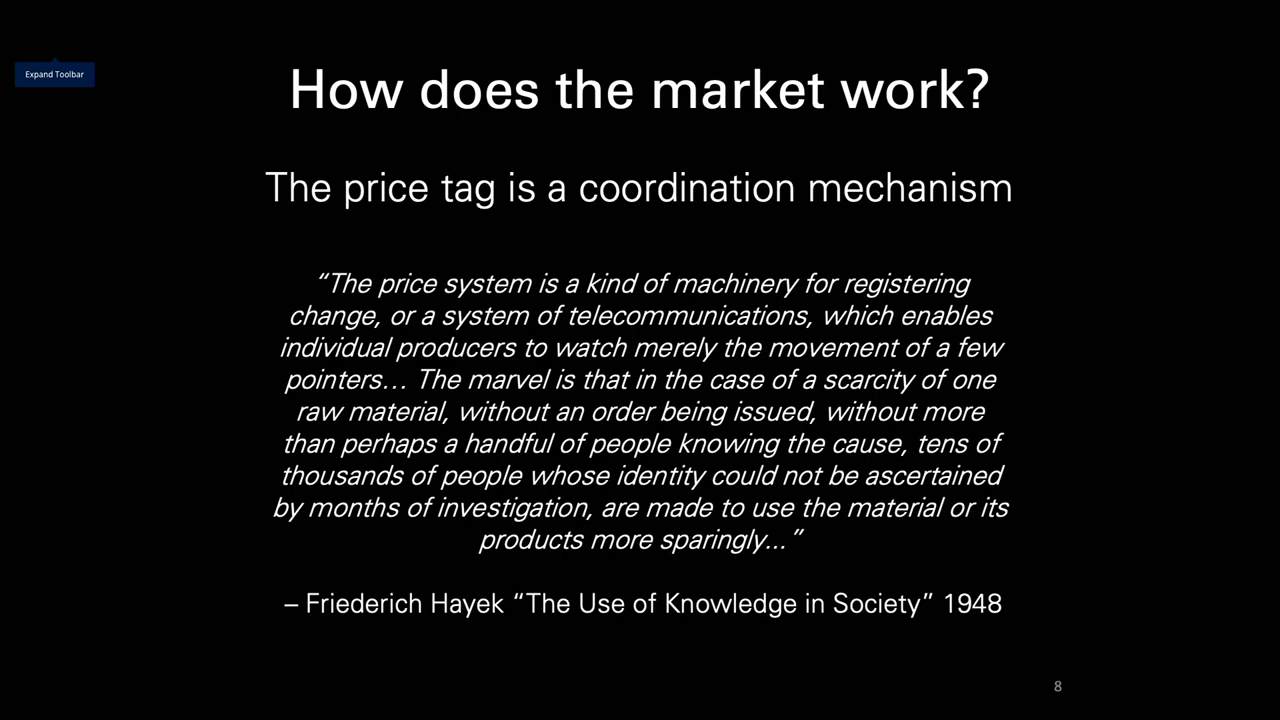 Expand Toolbar
How does the market work?
The price tag is a coordination mechanism
“The price system is a kind of machinery for registering
change, or a system of telecommunications, which enables
individual producers to watch merely the movement of a few
pointers… The marvel is that in the case of a scarcity of one
raw material, without an order being issued, without more
than perhaps a handful of people knowing the cause, tens of
thousands of people whose identity could not be ascertained
by months of investigation, are made to use the material or its
products more sparingly...”
– Friederich Hayek “The Use of Knowledge in Society” 1948
8